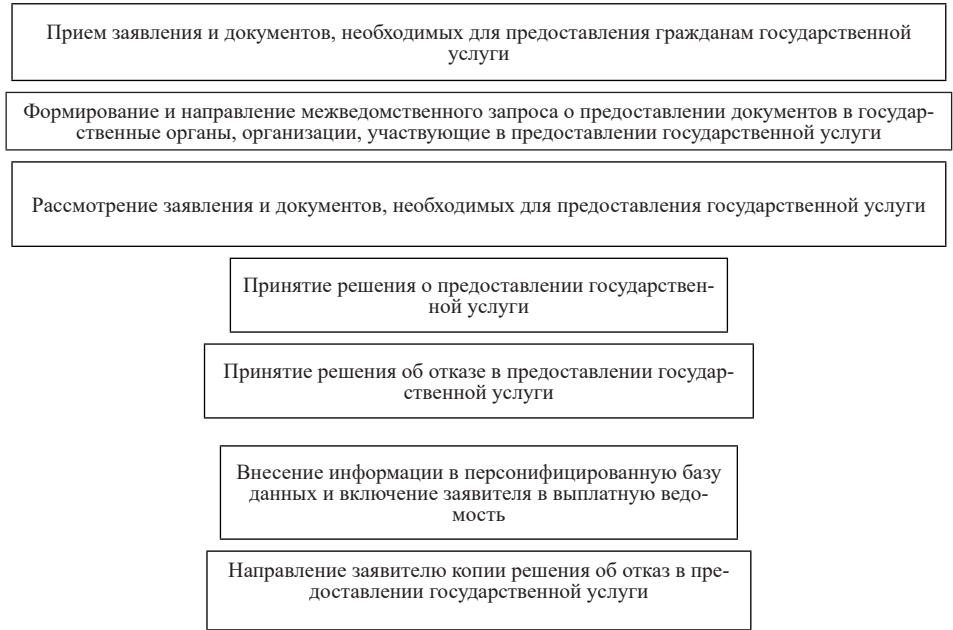 Прием заявления и документов, необходимых для предоставления гражданам государственной
услуги
Формирование и направление межведомственного запроса о предоставлении документов в государ-
ственные органы, организации, участвующие в предоставлении государственной услуги
Рассмотрение заявления и документов, необходимых для предоставления государственной услуги
Принятие решения о предоставлении государствен-
ной услуги
Принятие решения об отказе в предоставлении государ-
ственной услуги
Внесение информации в персонифицированную базу
данных и включение заявителя в выплатную ведо-
мость
Направление заявителю копии решения об отказ в пре-
доставлении государственной услуги